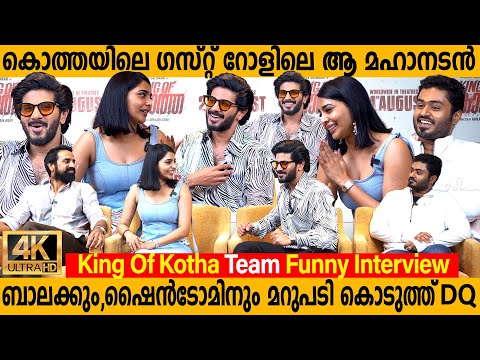 കൊത്തയിലെ ഗസ്റ്റ് റോളിലെ ആ മഹാനടൻ
4K
ULTRA HD
King Of Kotha Team Funny Interview
ബാലക്കും,ഷൈൻടോമിനും മറുപടി കൊടുത്ത് DQ